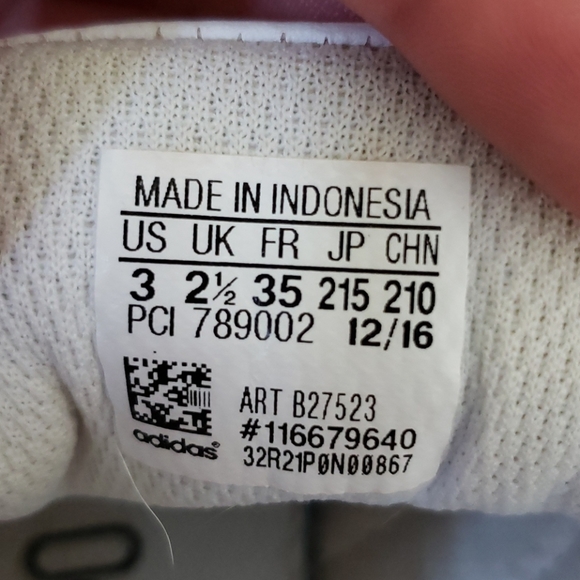 MADE IN INDONESIA
US UK FR JP CHN
3 2½ 35 215 210
PCI 789002 12/16
ART B27523
#116679640
adidas®
32R21P0N00867